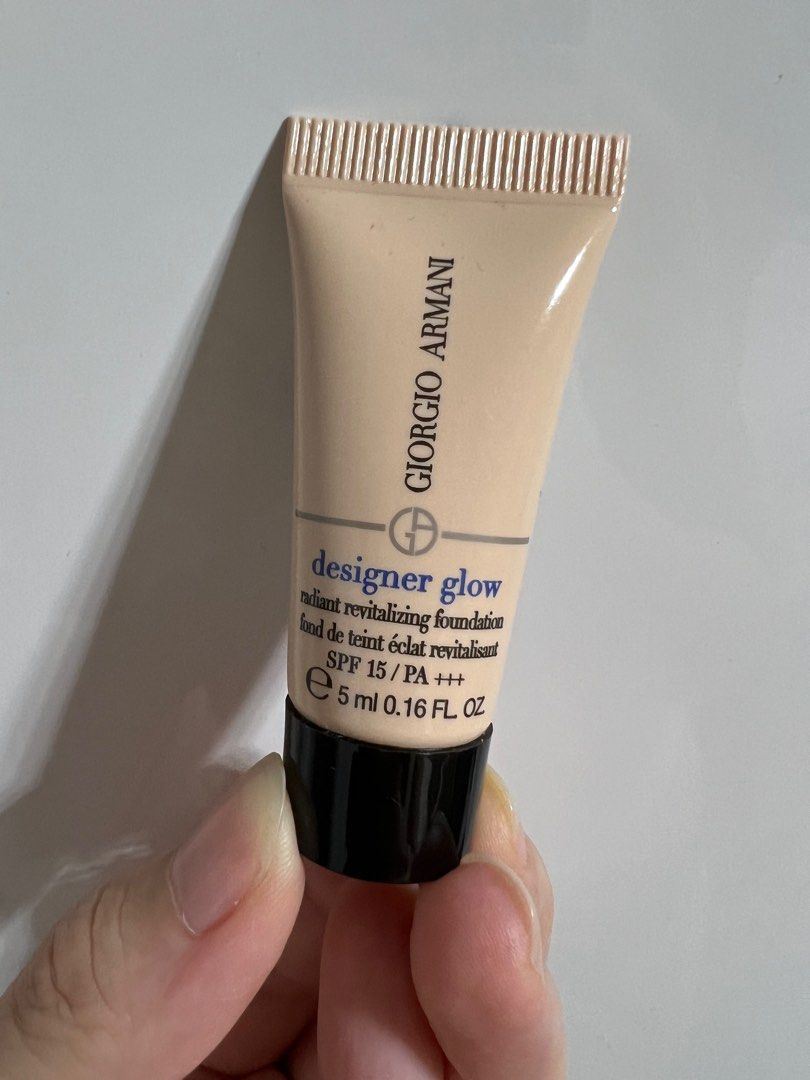 GIORGIO ARMANI
GA
designer glow
radiant revitalizing foundation
fond de teint éclat revitalisant
SPF 15 / PA +++
℮ 5 ml 0.16 FL. OZ